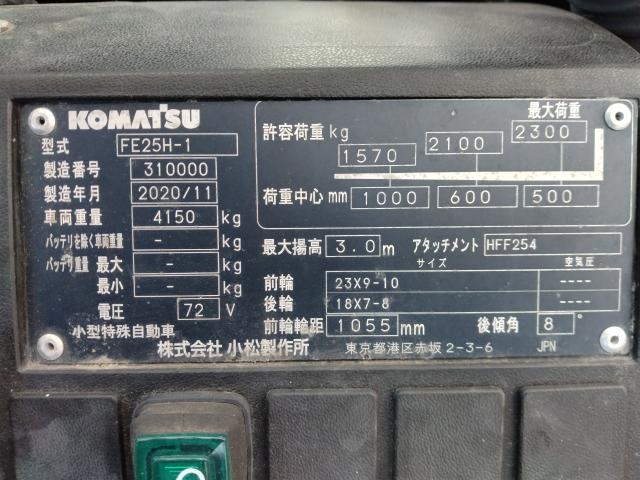 KOMATSU
型式 FE25H-1
製造番号 310000
製造年月 2020/11
車両重量 4150 kg
バッテリを除く車両重量 - kg
バッテリ重量 最大 - kg
最小 - kg
電圧 72 V
小型特殊自動車
最大荷重
許容荷重 kg 1570 2100 2300
荷重中心 mm 1000 600 500
最大揚高 3.0 m アタッチメント HFF254
サイズ 空気圧
前輪 23X9-10 ----
後輪 18X7-8 ----
前輪輪距 1055 mm 後傾角 8°
株式会社 小松製作所 東京都港区赤坂2-3-6 JPN